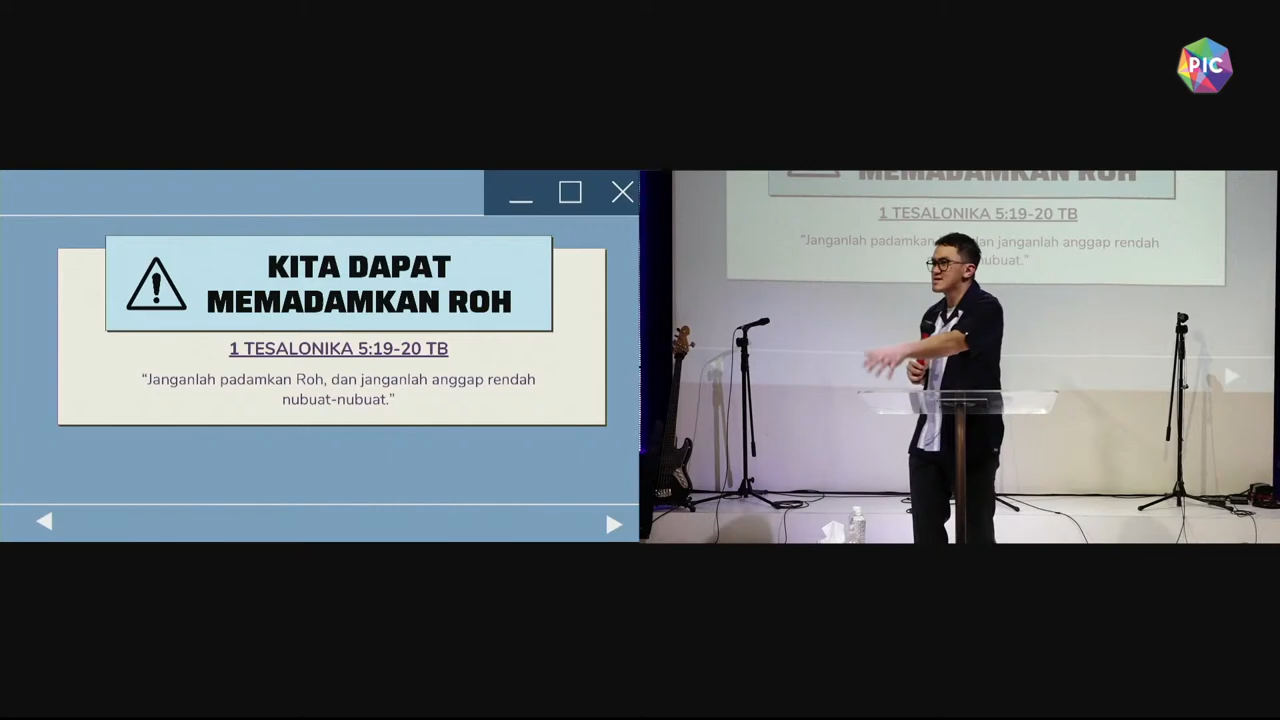 PIC
KITA DAPAT
MEMADAMKAN ROH
1 TESALONIKA 5:19-20 TB
“Janganlah padamkan Roh, dan janganlah anggap rendah
nubuat-nubuat.”
MEMADAMKAN ROH
1 TESALONIKA 5:19-20 TB
“Janganlah padamkan dan janganlah anggap rendah
nubuat.”